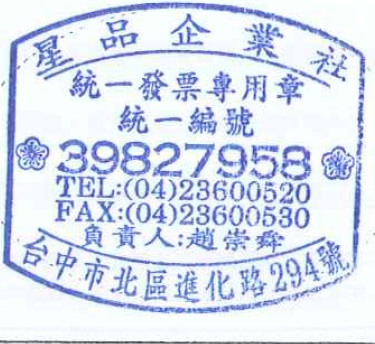 星品企業社
統一發票專用章
統一編號
39827958
TEL:(04)23600520
FAX:(04)23600530
負責人:趙崇舜
台中市北區進化路294號